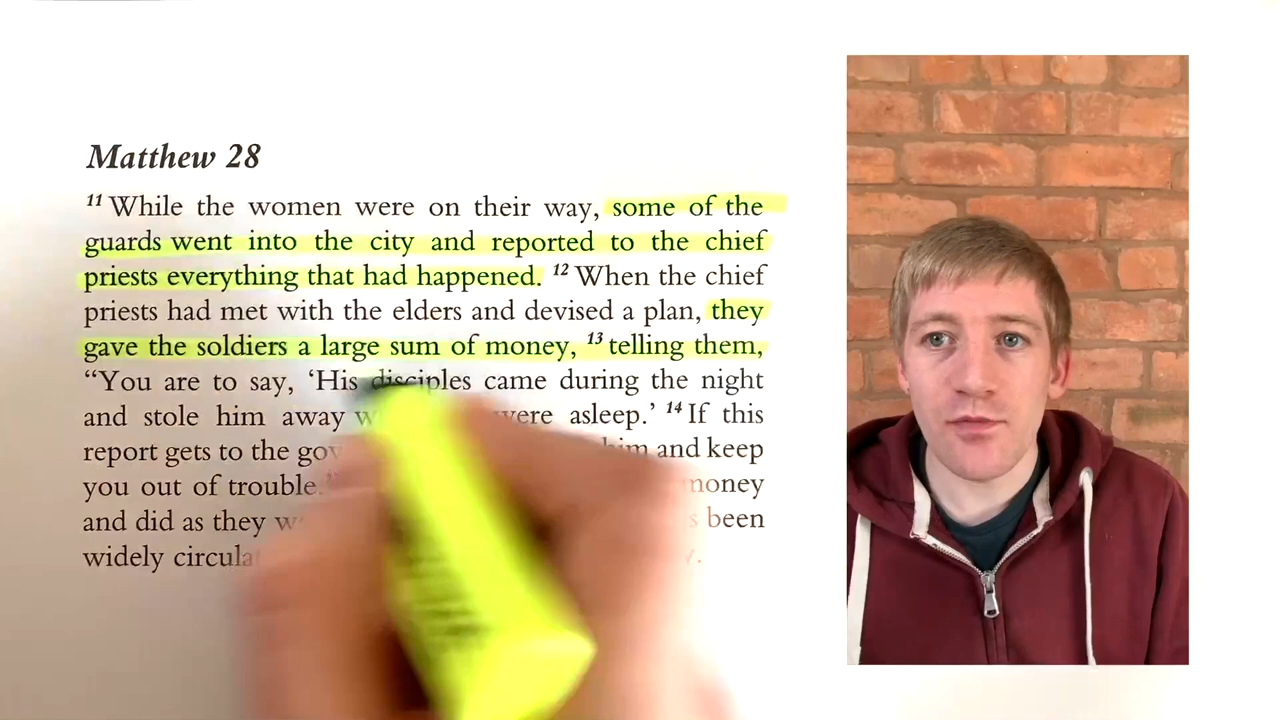 Matthew 28
11 While the women were on their way, some of the
guards went into the city and reported to the chief
priests everything that had happened. 12 When the chief
priests had met with the elders and devised a plan, they
gave the soldiers a large sum of money, 13 telling them,
“You are to say, ‘His disciples came during the night
and stole him away were asleep.’ 14 If this
report gets to the him and keep
you out of trouble.” money
and did as they been
widely